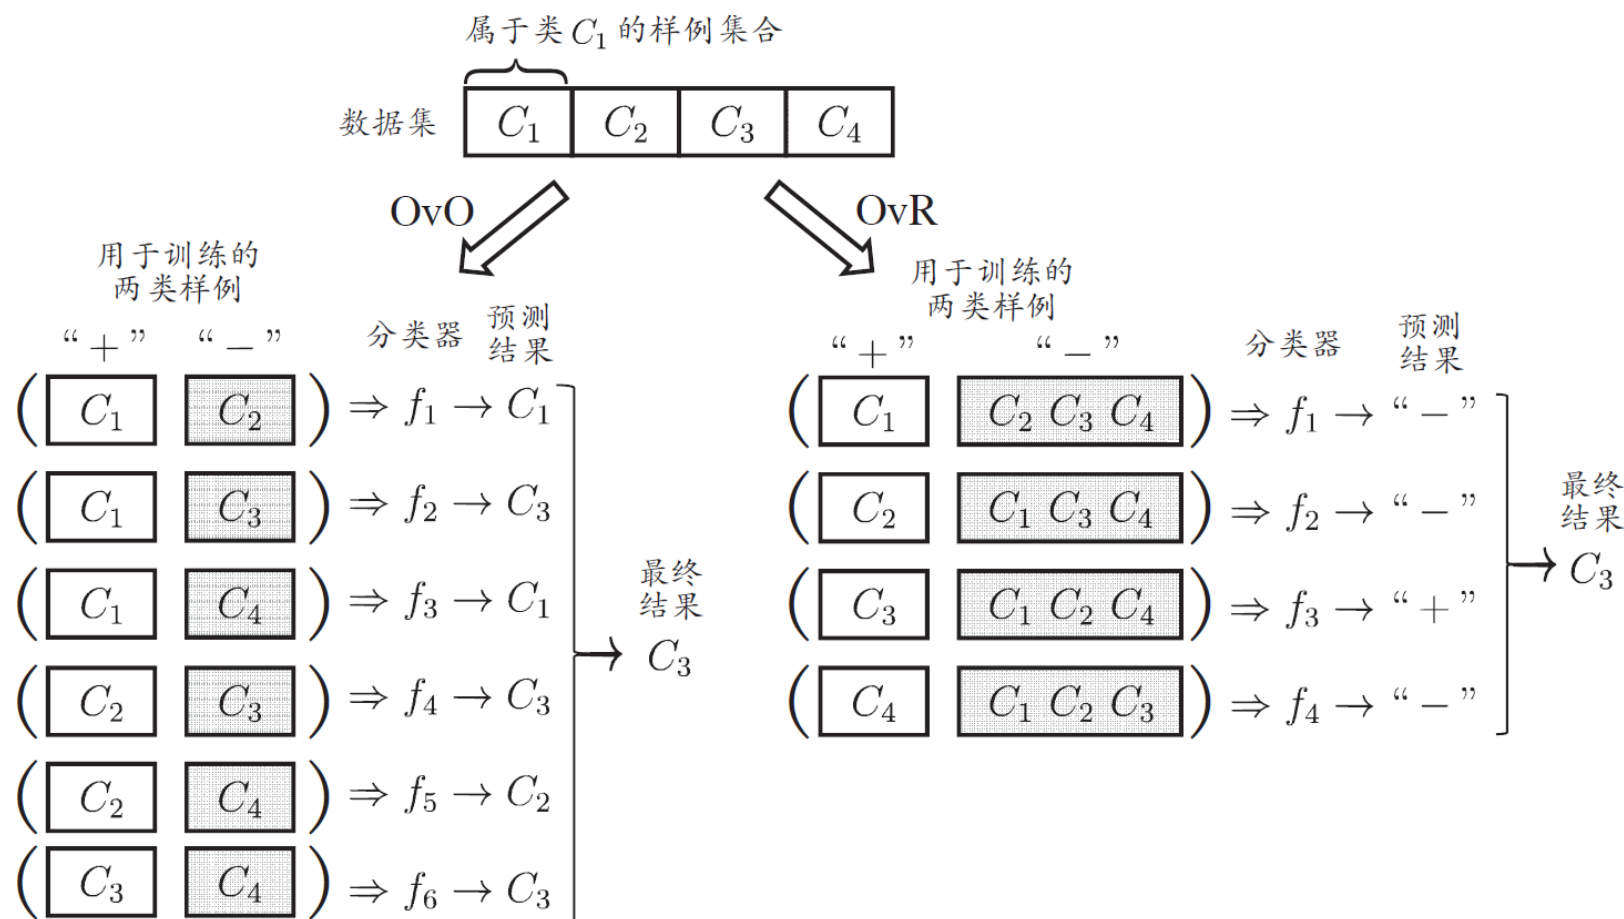 属于类 C₁ 的样例集合
数据集 C₁ C₂ C₃ C₄
OvO
OvR
用于训练的
两类样例
“+” “−” 分类器 预测
结果
( C₁ C₂ ) ⇒ f₁ → C₁
( C₁ C₃ ) ⇒ f₂ → C₃
( C₁ C₄ ) ⇒ f₃ → C₁
( C₂ C₃ ) ⇒ f₄ → C₃
( C₂ C₄ ) ⇒ f₅ → C₂
( C₃ C₄ ) ⇒ f₆ → C₃
最终
结果
C₃
用于训练的
两类样例
“+” “−” 分类器 预测
结果
( C₁ C₂ C₃ C₄ ) ⇒ f₁ → “−”
( C₂ C₁ C₃ C₄ ) ⇒ f₂ → “−”
( C₃ C₁ C₂ C₄ ) ⇒ f₃ → “+”
( C₄ C₁ C₂ C₃ ) ⇒ f₄ → “−”
最终
结果
C₃